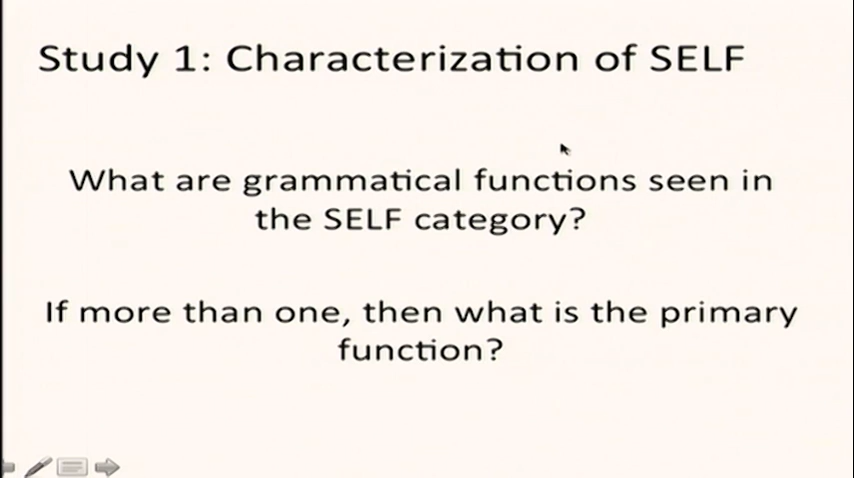 Study 1: Characterization of SELF
What are grammatical functions seen in
the SELF category?
If more than one, then what is the primary
function?